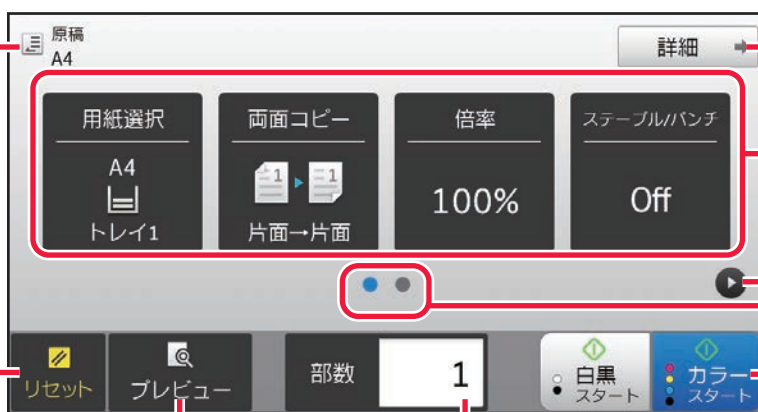 原稿
A4
詳細
用紙選択
A4
トレイ1
両面コピー
1 1
片面→片面
倍率
100%
ステープル/パンチ
Off
リセット
プレビュー
部数
1
白黒
スタート
カラー
スタート